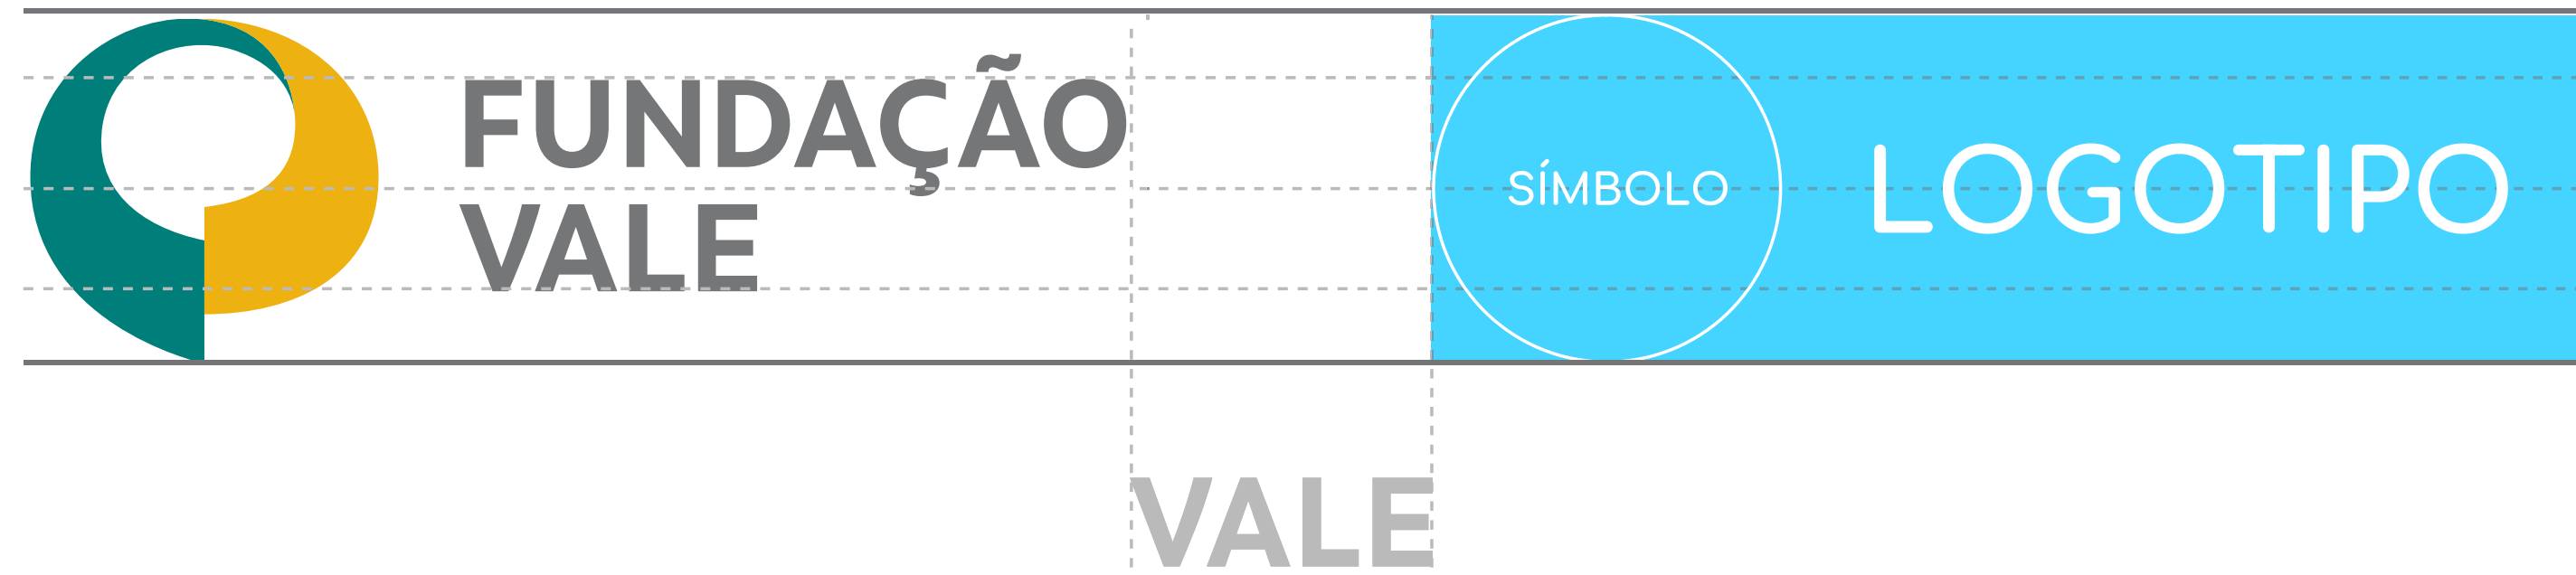 FUNDAÇÃO
VALE
SÍMBOLO
LOGOTIPO
VALE